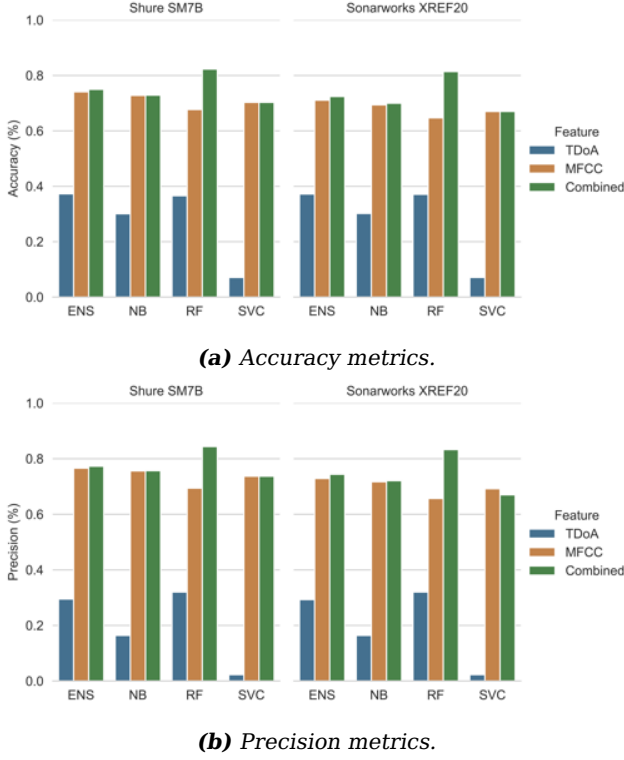 Shure SM7B Sonarworks XREF20
1.0
0.8
0.6
0.4
0.2
0.0
Accuracy (%)
ENS NB RF SVC ENS NB RF SVC
Feature
TDoA
MFCC
Combined
(a) Accuracy metrics.
Shure SM7B Sonarworks XREF20
1.0
0.8
0.6
0.4
0.2
0.0
Precision (%)
ENS NB RF SVC ENS NB RF SVC
Feature
TDoA
MFCC
Combined
(b) Precision metrics.